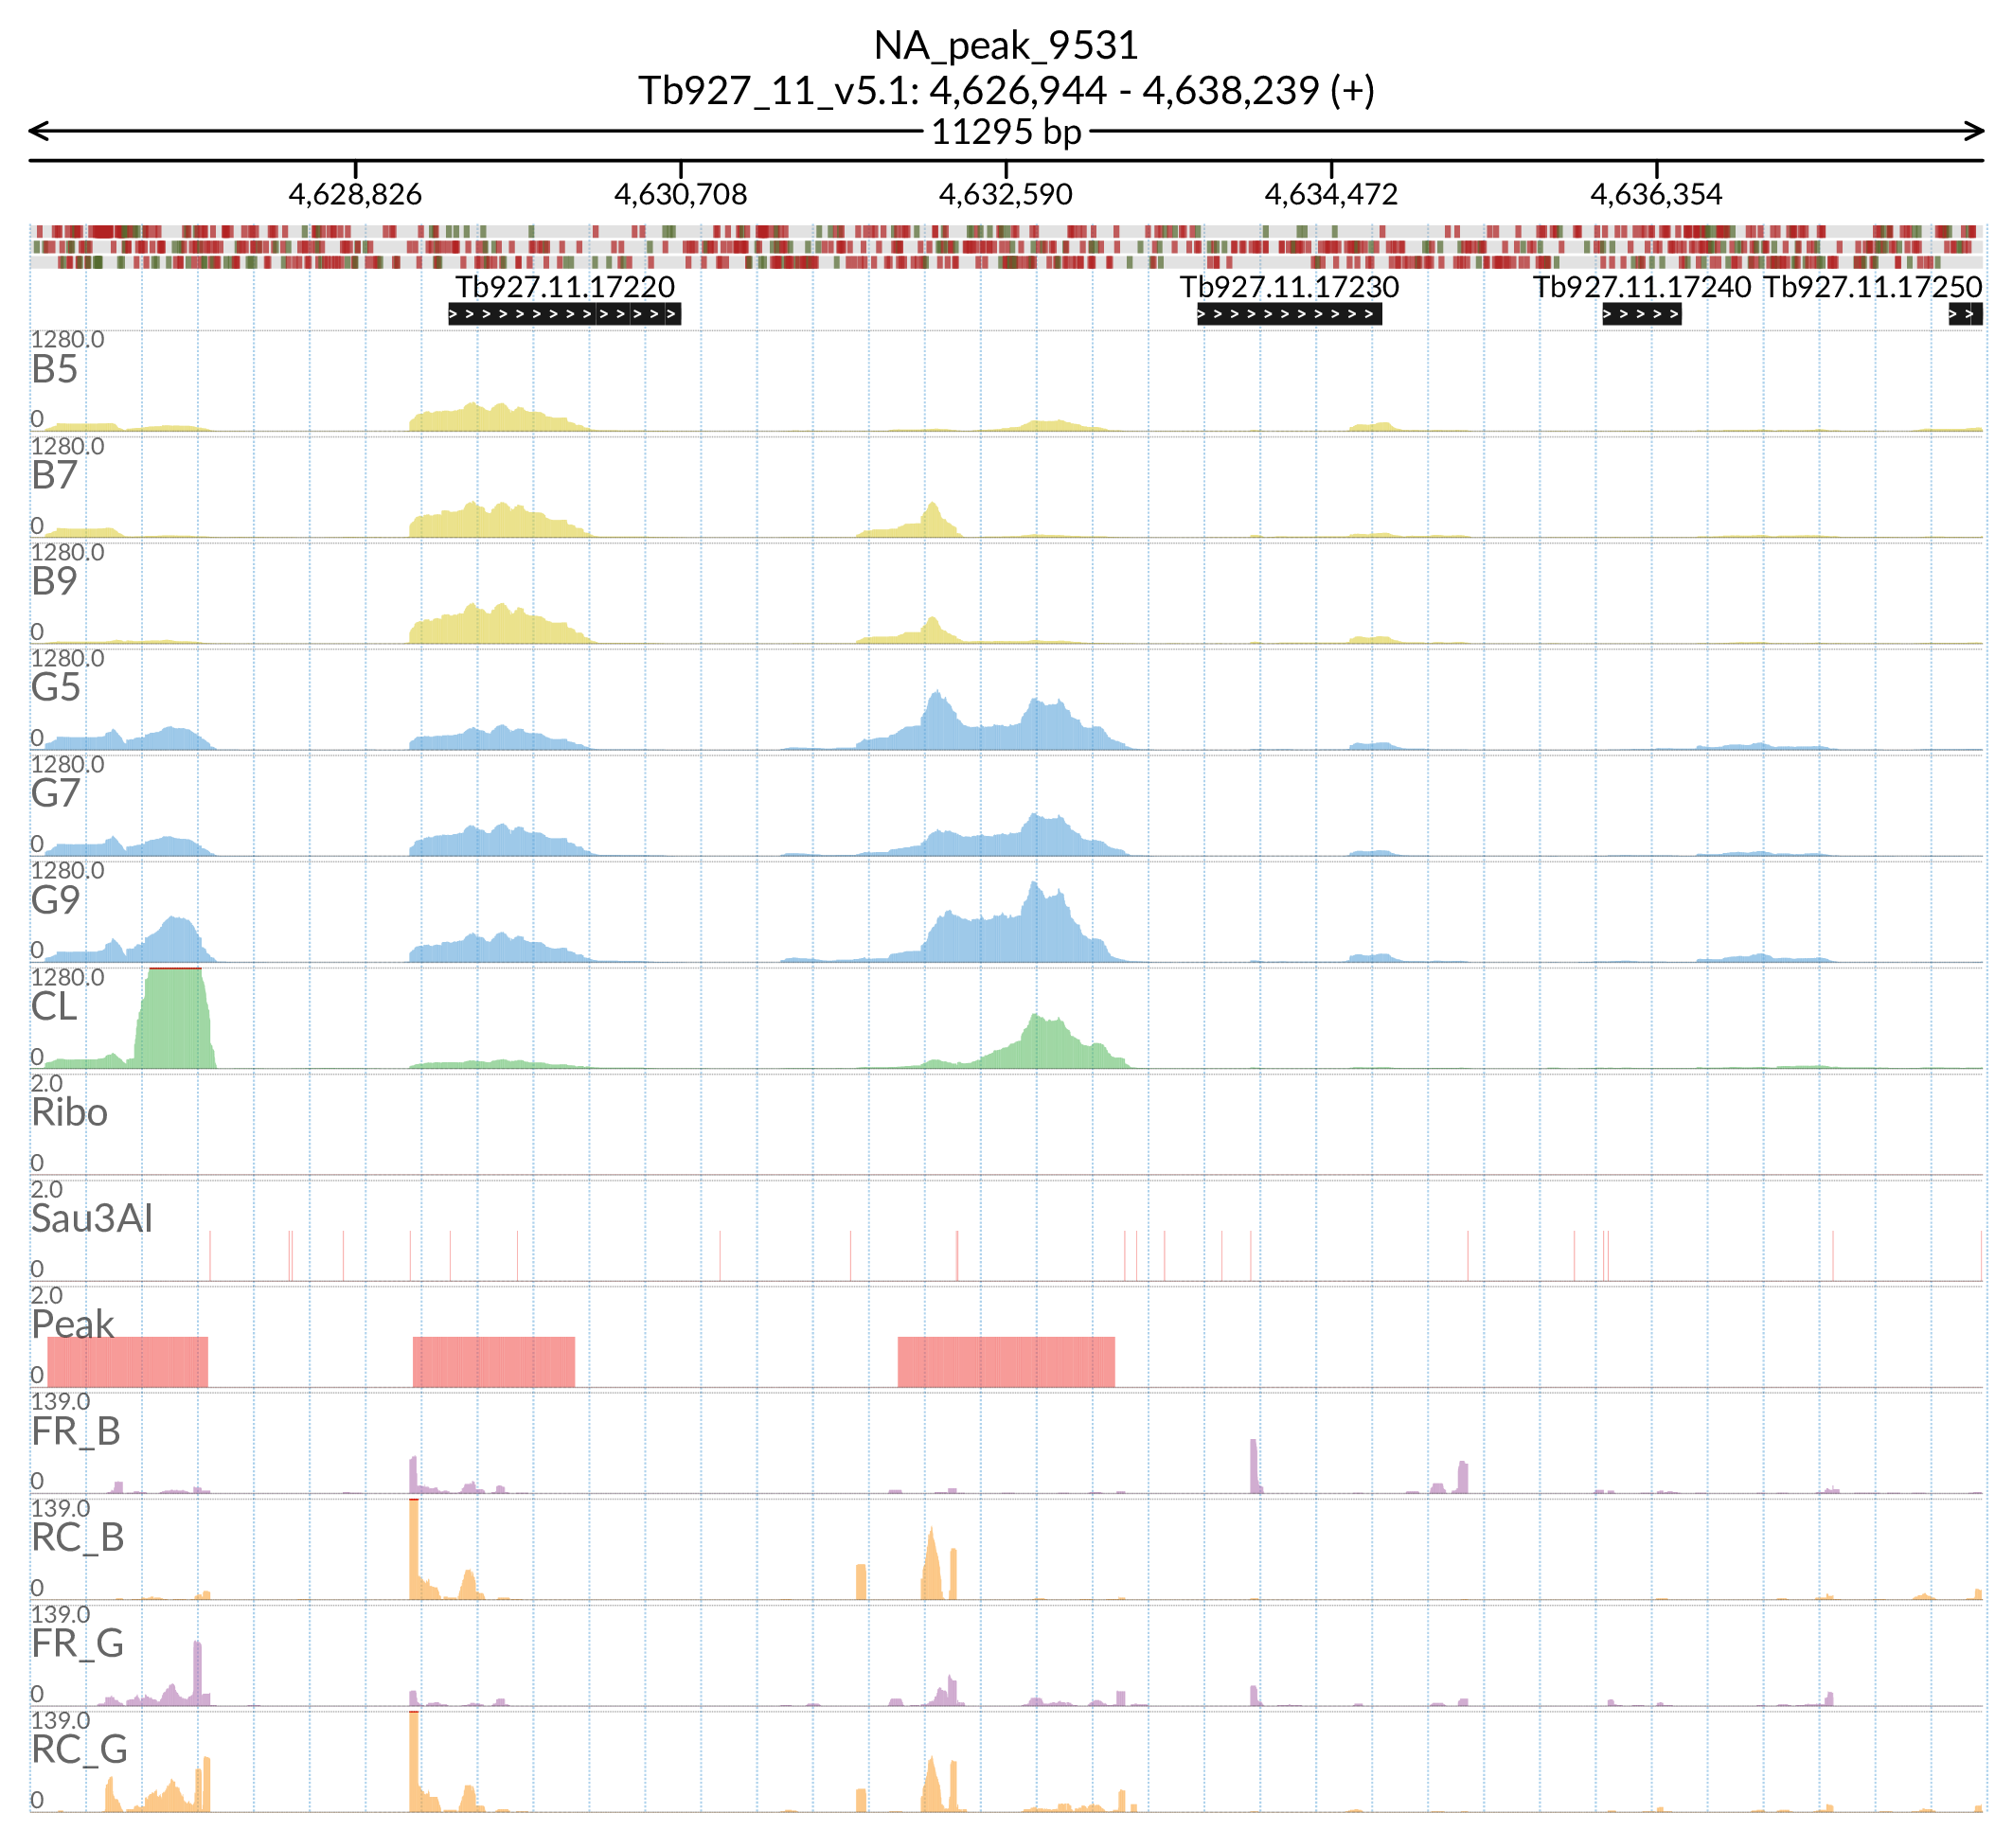 NA_peak_9531
Tb927_11_v5.1: 4,626,944 - 4,638,239 (+)
11295 bp
4,628,826 4,630,708 4,632,590 4,634,472 4,636,354
Tb927.11.17220 Tb927.11.17230 Tb927.11.17240 Tb927.11.17250
1280.0
B5
0
1280.0
B7
0
1280.0
B9
0
1280.0
G5
0
1280.0
G7
0
1280.0
G9
0
1280.0
CL
0
2.0
Ribo
0
2.0
Sau3AI
0
2.0
Peak
0
139.0
FR_B
0
139.0
RC_B
0
139.0
FR_G
0
139.0
RC_G
0